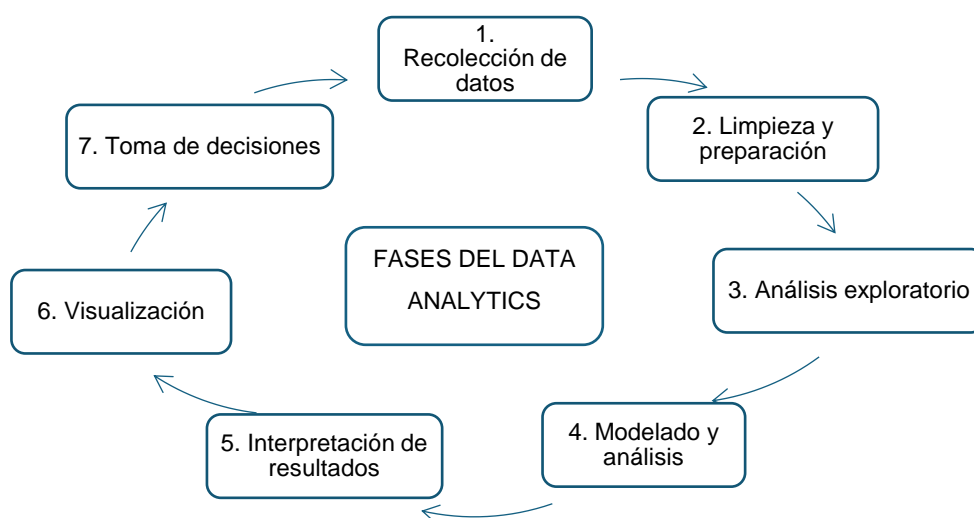 1.
Recolección de
datos
2. Limpieza y
preparación
3. Análisis exploratorio
4. Modelado y
análisis
5. Interpretación de
resultados
6. Visualización
7. Toma de decisiones
FASES DEL DATA
ANALYTICS